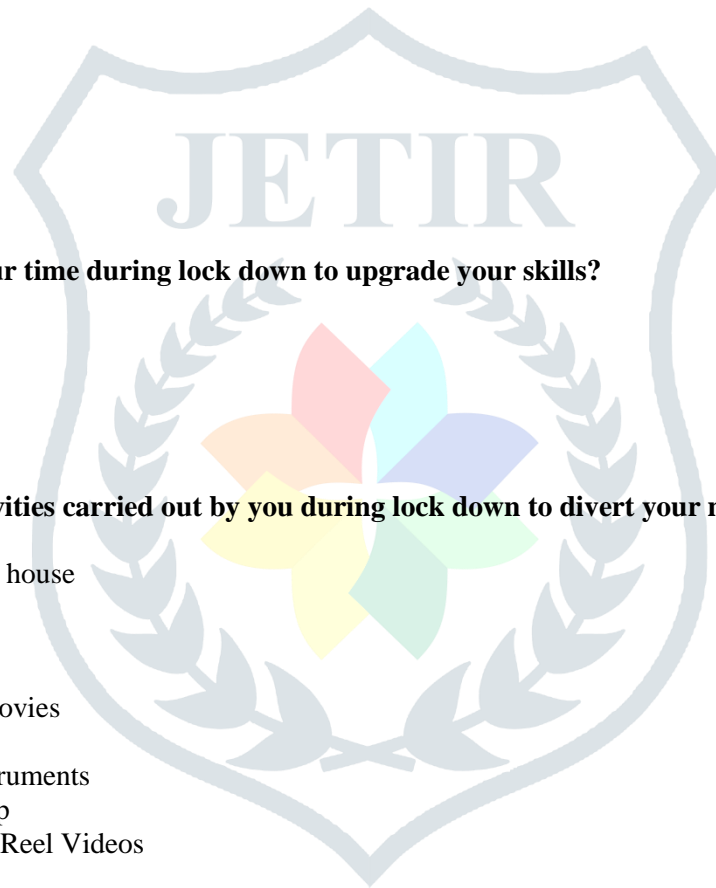 JETIR
ur time during lock down to upgrade your skills?
vities carried out by you during lock down to divert your
house
ovies
ruments
p
Reel Videos